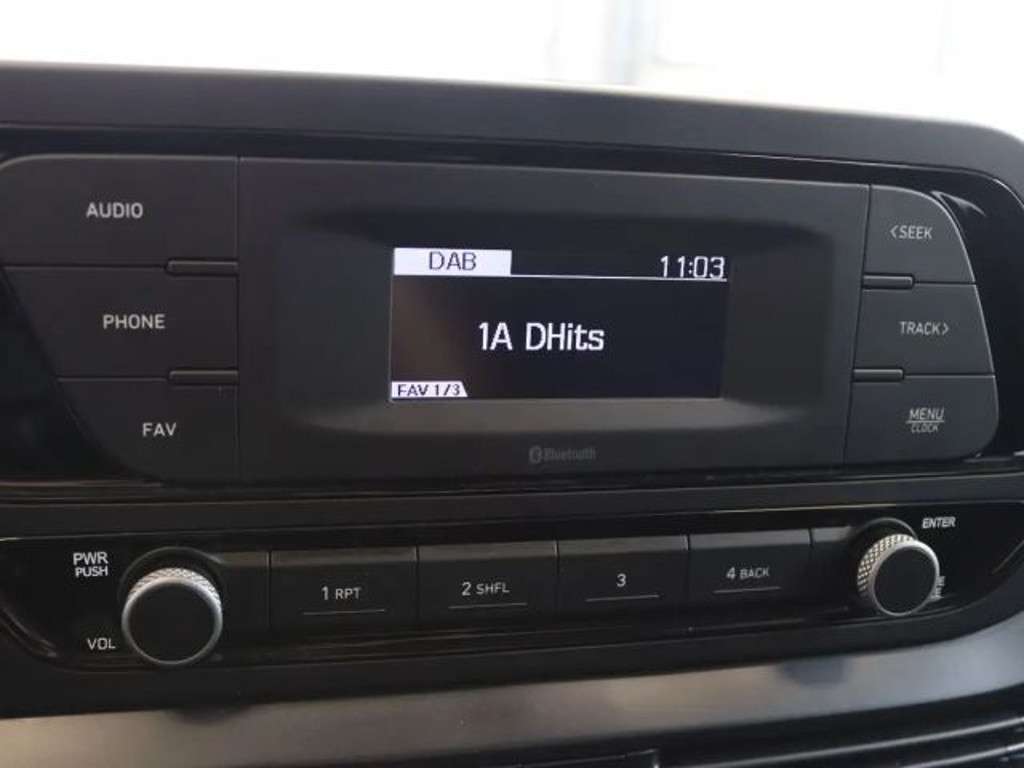 AUDIO
PHONE
FAV
DAB 11:03
1A DHits
FAV 1/3
Bluetooth
<SEEK
TRACK>
MENU
CLOCK
PWR
PUSH
VOL
1 RPT
2 SHFL
3
4 BACK
ENTER